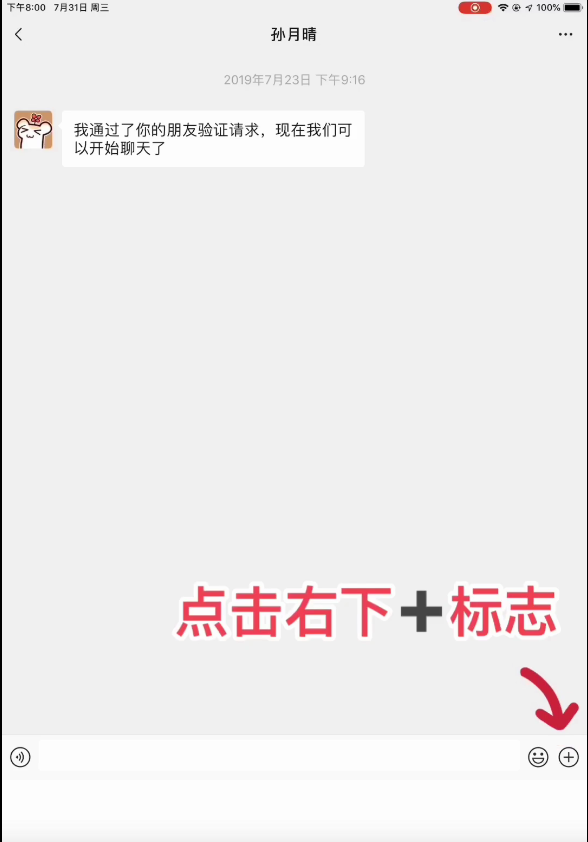 下午8:00 7月31日 周三 100%
孙月晴
2019年7月23日 下午9:16
我通过了你的朋友验证请求，现在我们可
以开始聊天了
点击右下➕标志